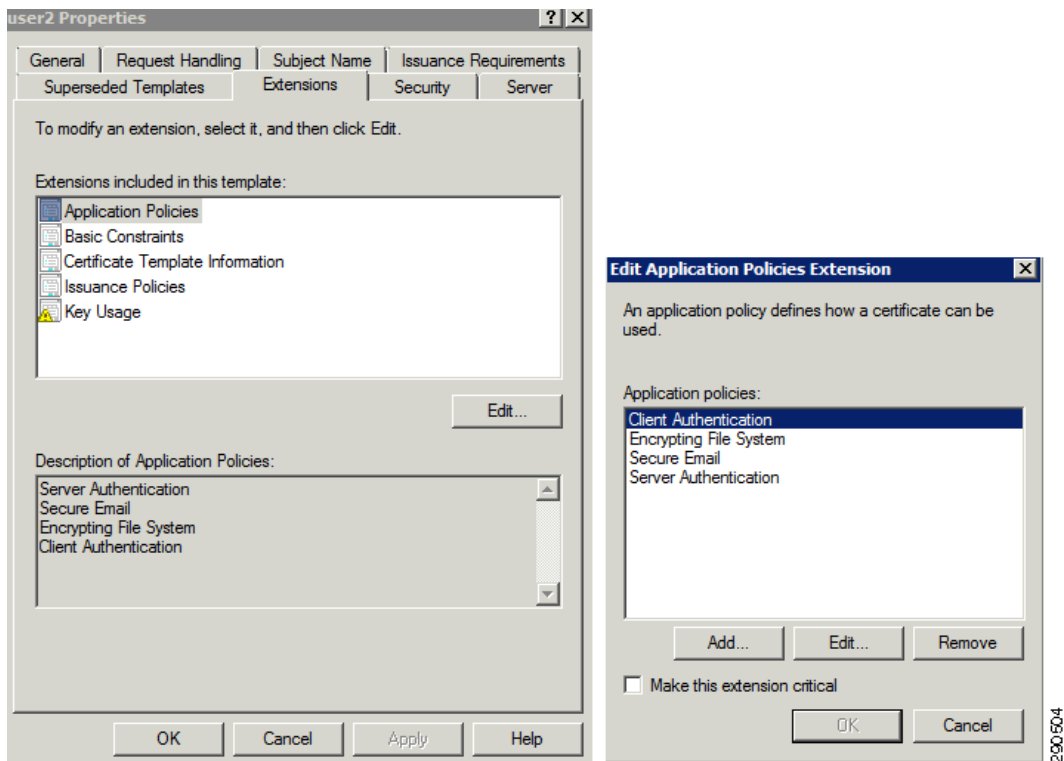 user2 Properties
General Request Handling Subject Name Issuance Requirements
Superseded Templates Extensions Security Server
To modify an extension, select it, and then click Edit.
Extensions included in this template:
Application Policies
Basic Constraints
Certificate Template Information
Issuance Policies
Key Usage
Edit...
Description of Application Policies:
Server Authentication
Secure Email
Encrypting File System
Client Authentication
OK Cancel Apply Help
Edit Application Policies Extension
An application policy defines how a certificate can be
used.
Application policies:
Client Authentication
Encrypting File System
Secure Email
Server Authentication
Add... Edit... Remove
Make this extension critical
OK Cancel
290504